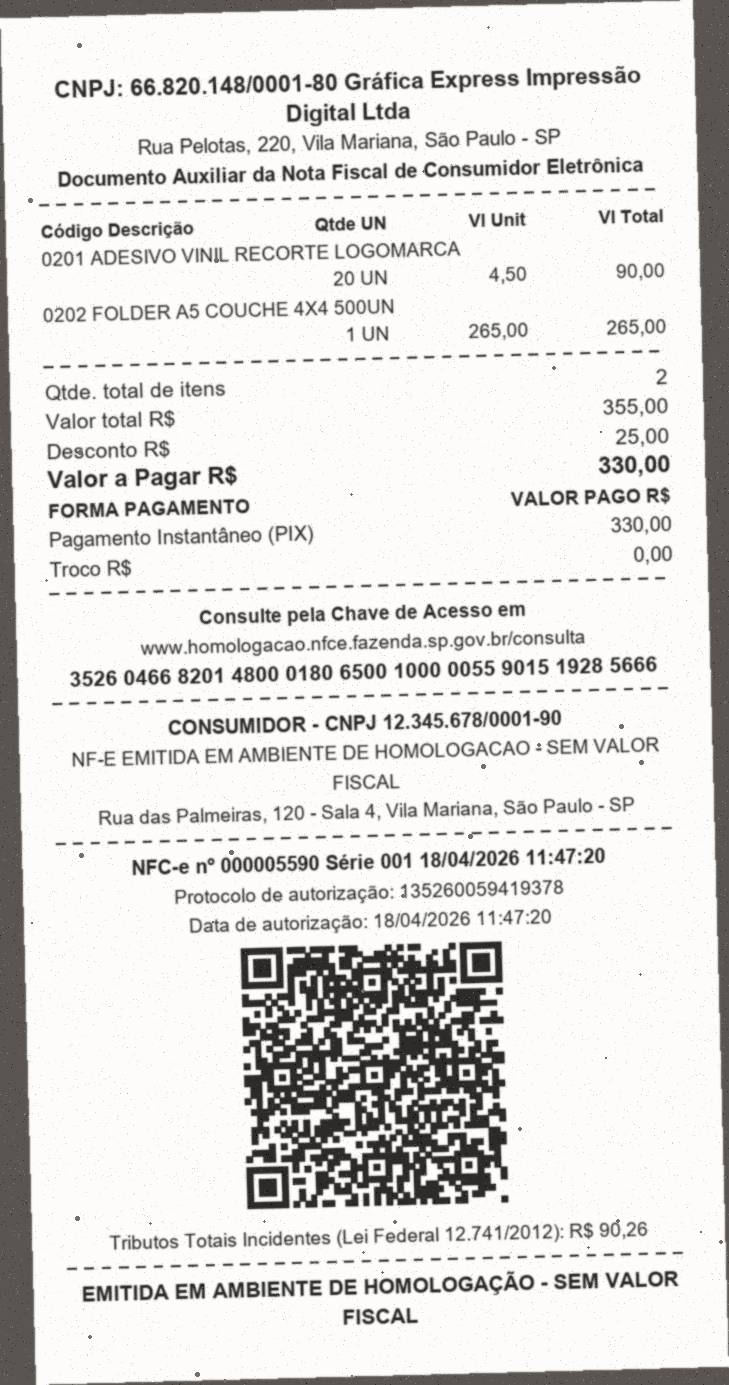 CNPJ: 66.820.148/0001-80 Gráfica Express Impressão
Digital Ltda
Rua Pelotas, 220, Vila Mariana, São Paulo - SP
Documento Auxiliar da Nota Fiscal de Consumidor Eletrônica
Código Descrição Qtde UN Vl Unit Vl Total
0201 ADESIVO VINIL RECORTE LOGOMARCA
20 UN 4,50 90,00
0202 FOLDER A5 COUCHE 4X4 500UN
1 UN 265,00 265,00
Qtde. total de itens 2
Valor total R$ 355,00
Desconto R$ 25,00
Valor a Pagar R$ 330,00
FORMA PAGAMENTO VALOR PAGO R$
Pagamento Instantâneo (PIX) 330,00
Troco R$ 0,00
Consulte pela Chave de Acesso em
www.homologacao.nfce.fazenda.sp.gov.br/consulta
3526 0466 8201 4800 0180 6500 1000 0055 9015 1928 5666
CONSUMIDOR - CNPJ 12.345.678/0001-90
NF-E EMITIDA EM AMBIENTE DE HOMOLOGACAO - SEM VALOR
FISCAL
Rua das Palmeiras, 120 - Sala 4, Vila Mariana, São Paulo - SP
NFC-e nº 000005590 Série 001 18/04/2026 11:47:20
Protocolo de autorização: 135260059419378
Data de autorização: 18/04/2026 11:47:20
Tributos Totais Incidentes (Lei Federal 12.741/2012): R$ 90,26
EMITIDA EM AMBIENTE DE HOMOLOGAÇÃO - SEM VALOR
FISCAL